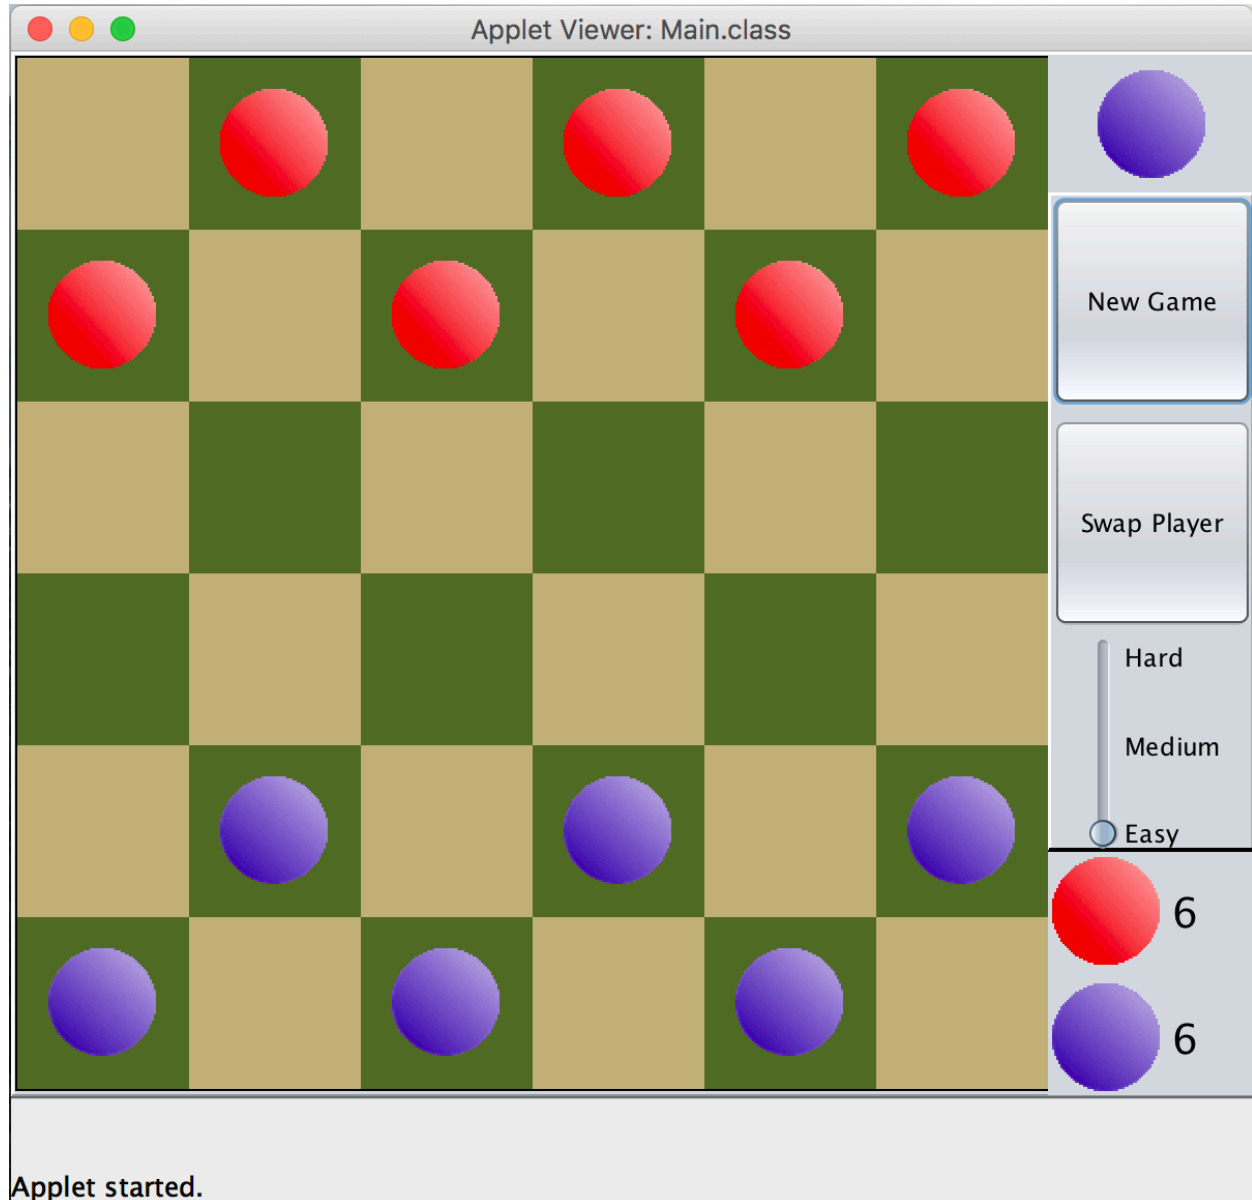 Applet Viewer: Main.class
New Game
Swap Player
Hard
Medium
Easy
6
6
Applet started.